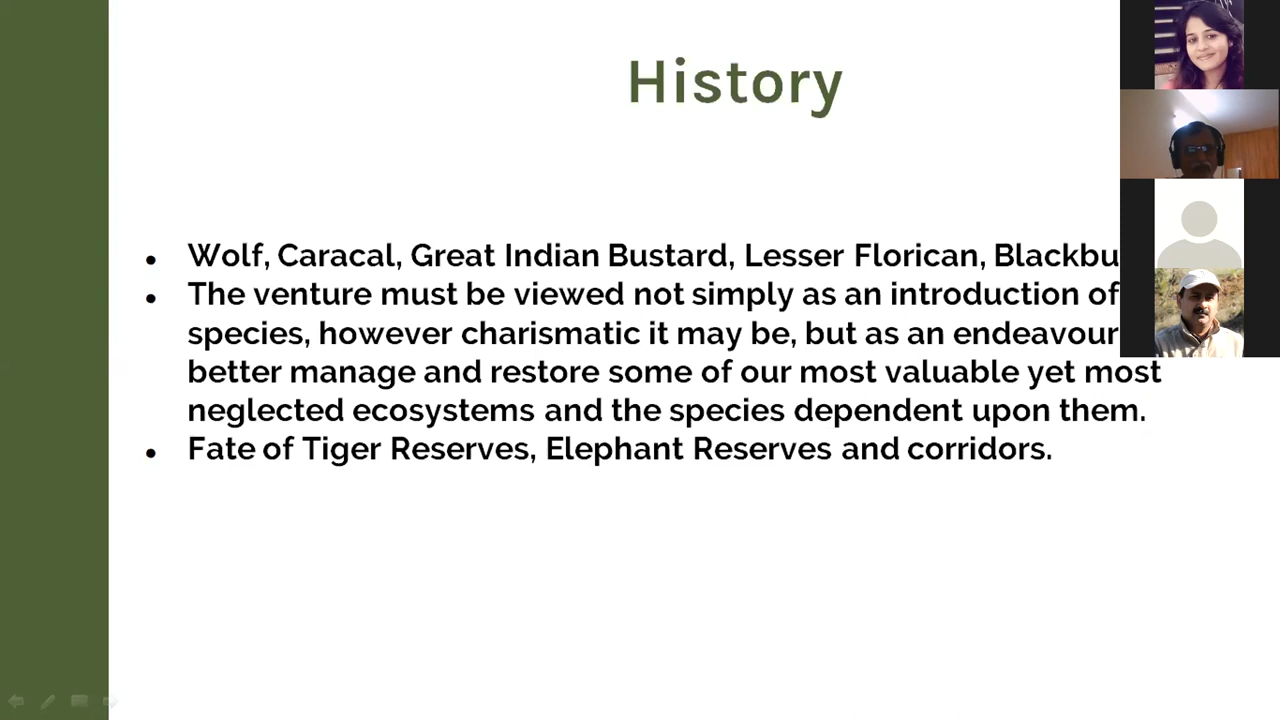 History
Wolf, Caracal, Great Indian Bustard, Lesser Florican,
The venture must be viewed not simply as an introduction of
species, however charismatic it may be, but as an endeavour
better manage and restore some of our most valuable yet most
neglected ecosystems and the species dependent upon them.
Fate of Tiger Reserves, Elephant Reserves and corridors.